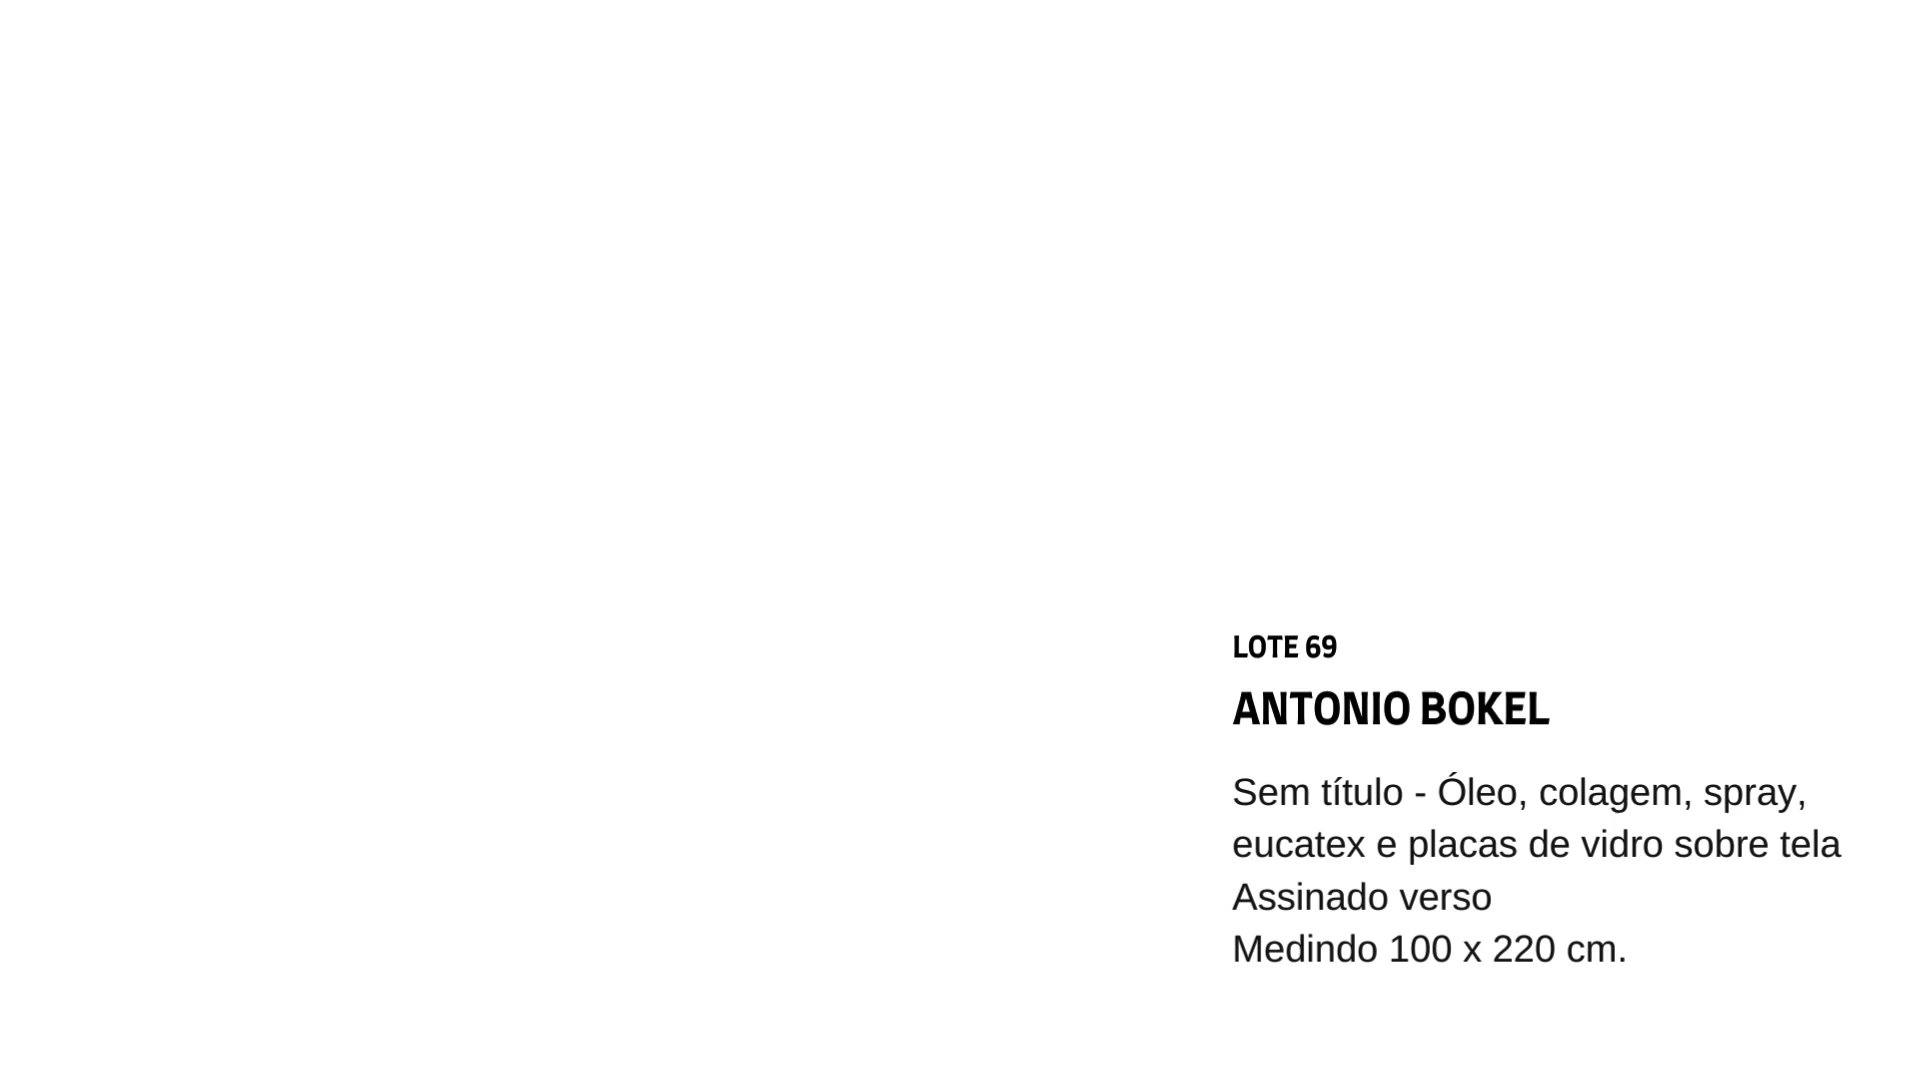 LOTE 69
ANTONIO BOKEL
Sem título - Óleo, colagem, spray,
eucatex e placas de vidro sobre tela
Assinado verso
Medindo 100 x 220 cm.